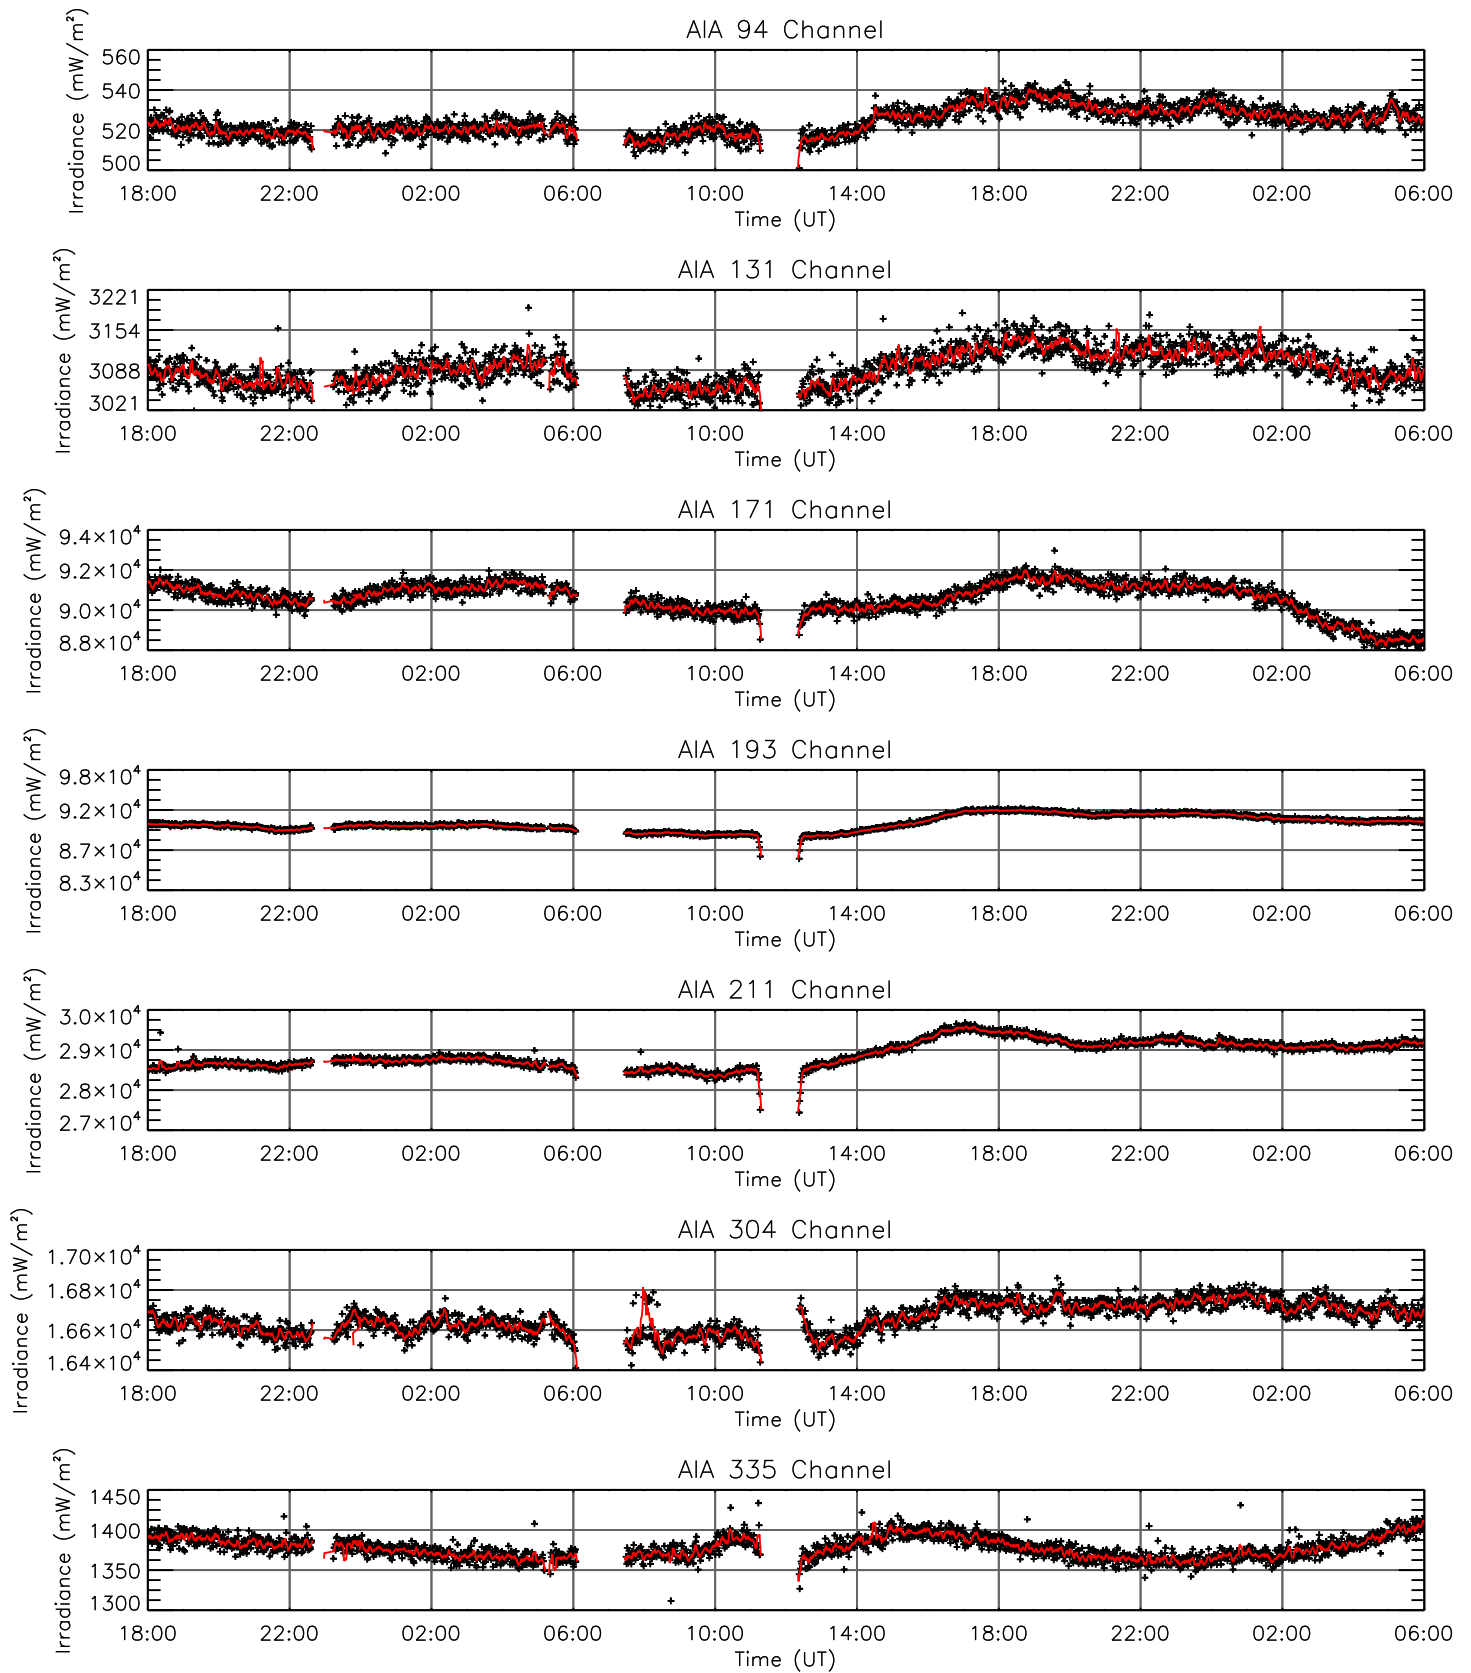 AIA 94 Channel
Irradiance (mW/m²)
560
540
520
500
18:00 22:00 02:00 06:00 10:00 14:00 18:00 22:00 02:00 06:00
Time (UT)
AIA 131 Channel
Irradiance (mW/m²)
3221
3154
3088
3021
18:00 22:00 02:00 06:00 10:00 14:00 18:00 22:00 02:00 06:00
Time (UT)
AIA 171 Channel
Irradiance (mW/m²)
9.4×10⁴
9.2×10⁴
9.0×10⁴
8.8×10⁴
18:00 22:00 02:00 06:00 10:00 14:00 18:00 22:00 02:00 06:00
Time (UT)
AIA 193 Channel
Irradiance (mW/m²)
9.8×10⁴
9.2×10⁴
8.7×10⁴
8.3×10⁴
18:00 22:00 02:00 06:00 10:00 14:00 18:00 22:00 02:00 06:00
Time (UT)
AIA 211 Channel
Irradiance (mW/m²)
3.0×10⁴
2.9×10⁴
2.8×10⁴
2.7×10⁴
18:00 22:00 02:00 06:00 10:00 14:00 18:00 22:00 02:00 06:00
Time (UT)
AIA 304 Channel
Irradiance (mW/m²)
1.70×10⁴
1.68×10⁴
1.66×10⁴
1.64×10⁴
18:00 22:00 02:00 06:00 10:00 14:00 18:00 22:00 02:00 06:00
Time (UT)
AIA 335 Channel
Irradiance (mW/m²)
1450
1400
1350
1300
18:00 22:00 02:00 06:00 10:00 14:00 18:00 22:00 02:00 06:00
Time (UT)